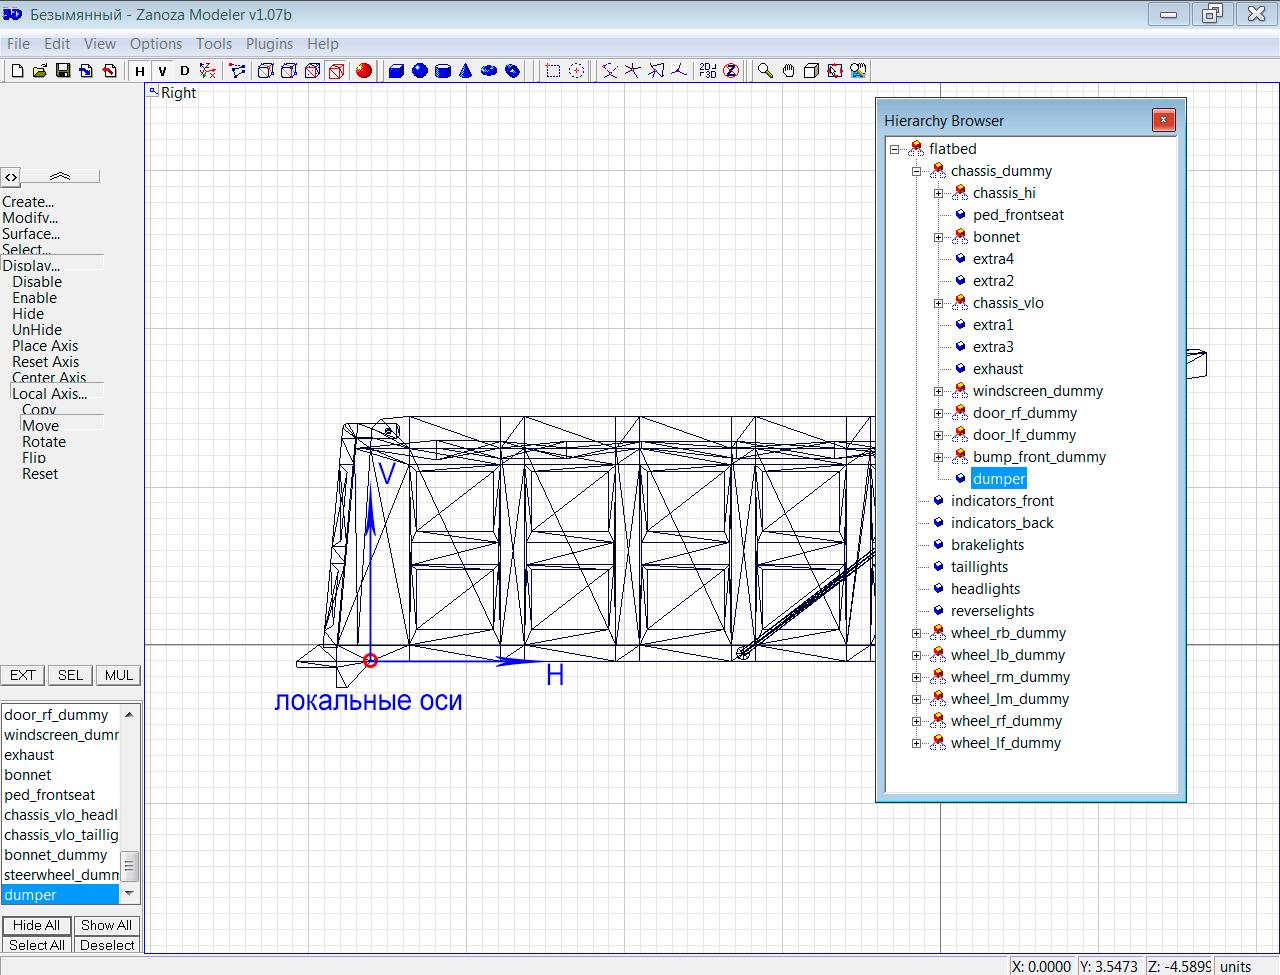 Безымянный - Zanoza Modeler v1.07b
File Edit View Options Tools Plugins Help
H V D
Right
Create...
Modify...
Surface...
Select...
Display...
Disable
Enable
Hide
UnHide
Place Axis
Reset Axis
Center Axis
Local Axis...
Copy
Move
Rotate
Flip
Reset
EXT SEL MUL
door_rf_dummy
windscreen_dumr
exhaust
bonnet
ped_frontseat
chassis_vlo_headl
chassis_vlo_taillig
bonnet_dummy
steerwheel_dumm
dumper
Hide All Show All
Select All Deselect
V
H
локальные оси
Hierarchy Browser
flatbed
chassis_dummy
chassis_hi
ped_frontseat
bonnet
extra4
extra2
chassis_vlo
extra1
extra3
exhaust
windscreen_dummy
door_rf_dummy
door_lf_dummy
bump_front_dummy
dumper
indicators_front
indicators_back
brakelights
taillights
headlights
reverselights
wheel_rb_dummy
wheel_lb_dummy
wheel_rm_dummy
wheel_lm_dummy
wheel_rf_dummy
wheel_lf_dummy
X: 0.0000 Y: 3.5473 Z: -4.5899 units